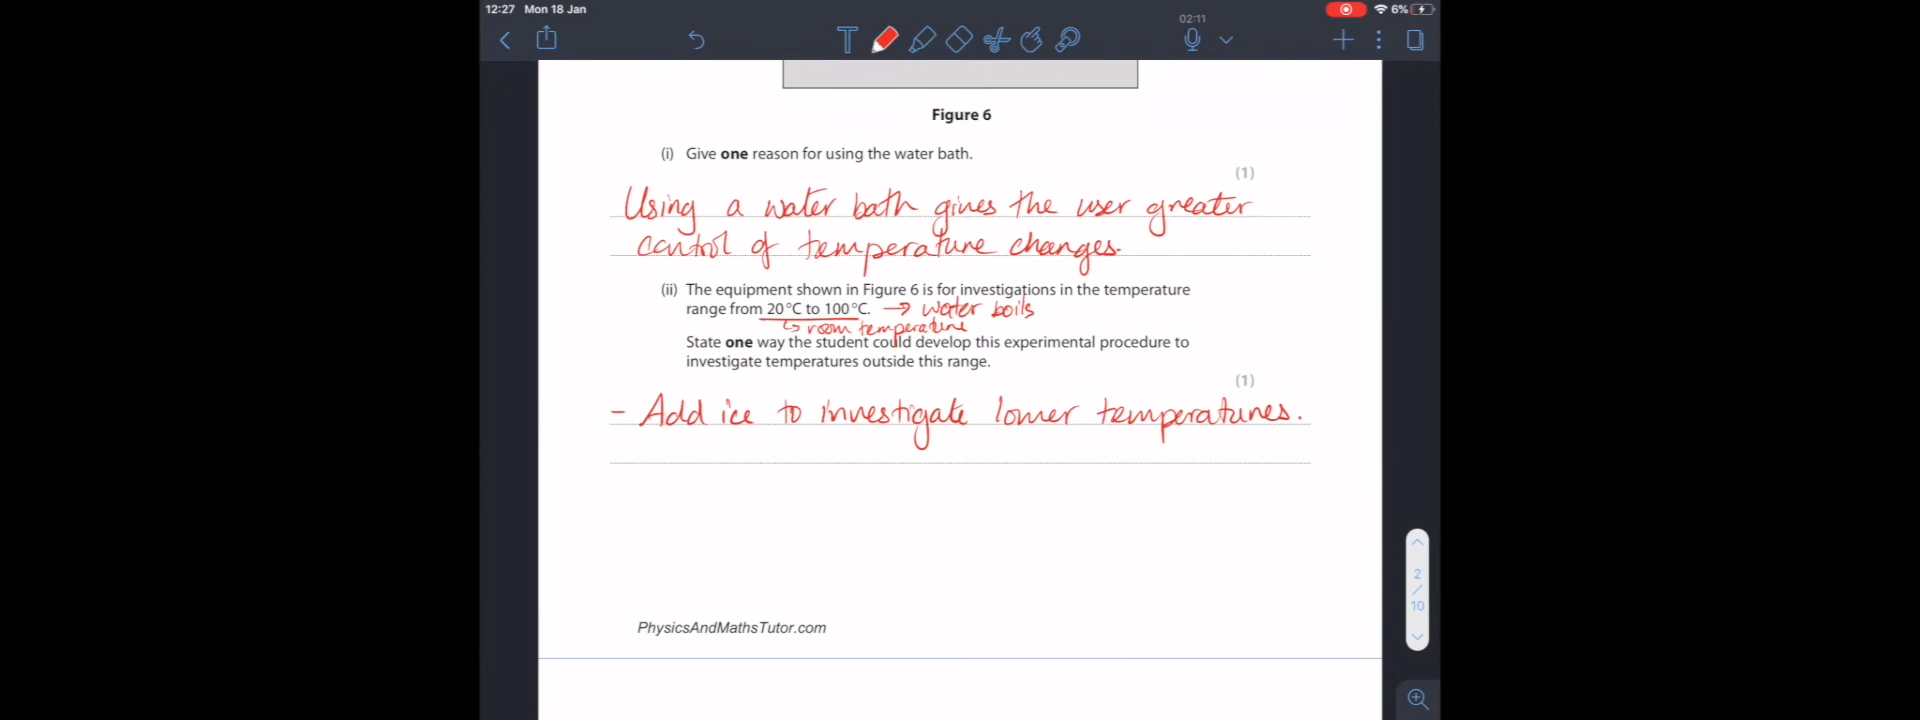 12:27 Mon 18 Jan
6%
02:11
T
Figure 6
(i) Give one reason for using the water bath.
(1)
Using a water bath gives the user greater
control of temperature changes.
(ii) The equipment shown in Figure 6 is for investigations in the temperature
range from 20 °C to 100 °C. → water boils
↳ room temperature
State one way the student could develop this experimental procedure to
investigate temperatures outside this range.
(1)
- Add ice to investigate lower temperatures.
2
/
10
PhysicsAndMathsTutor.com